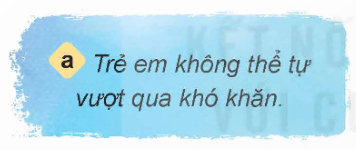 a Trẻ em không thể tự
vượt qua khó khăn.